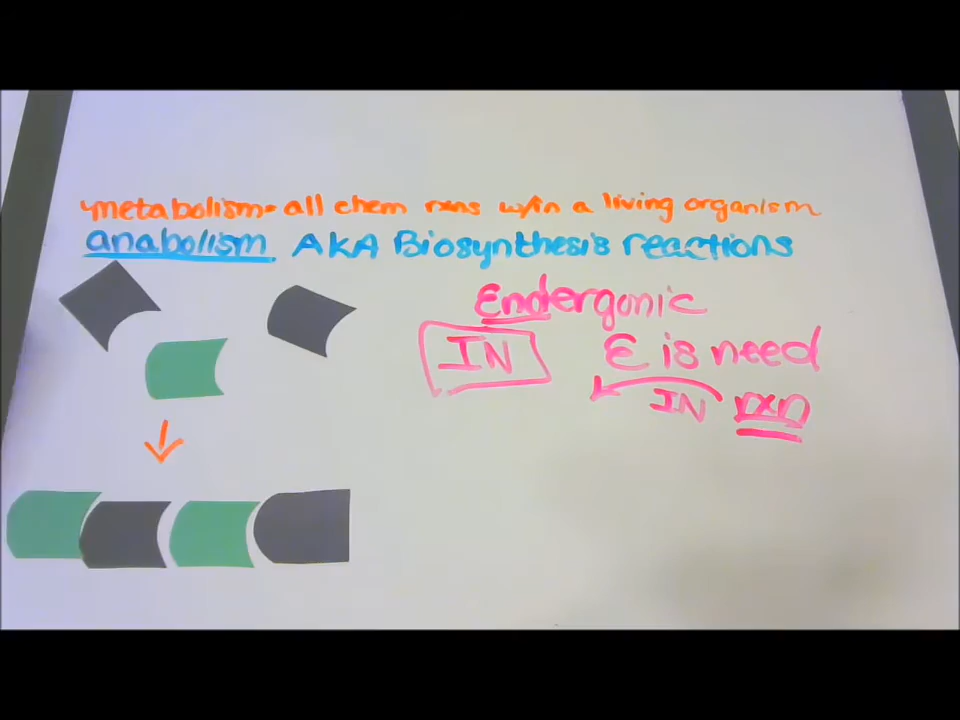 metabolism- all chem rxns w/in a living organism
anabolism AKA Biosynthesis reactions
Endergonic
IN E is need
IN rxn